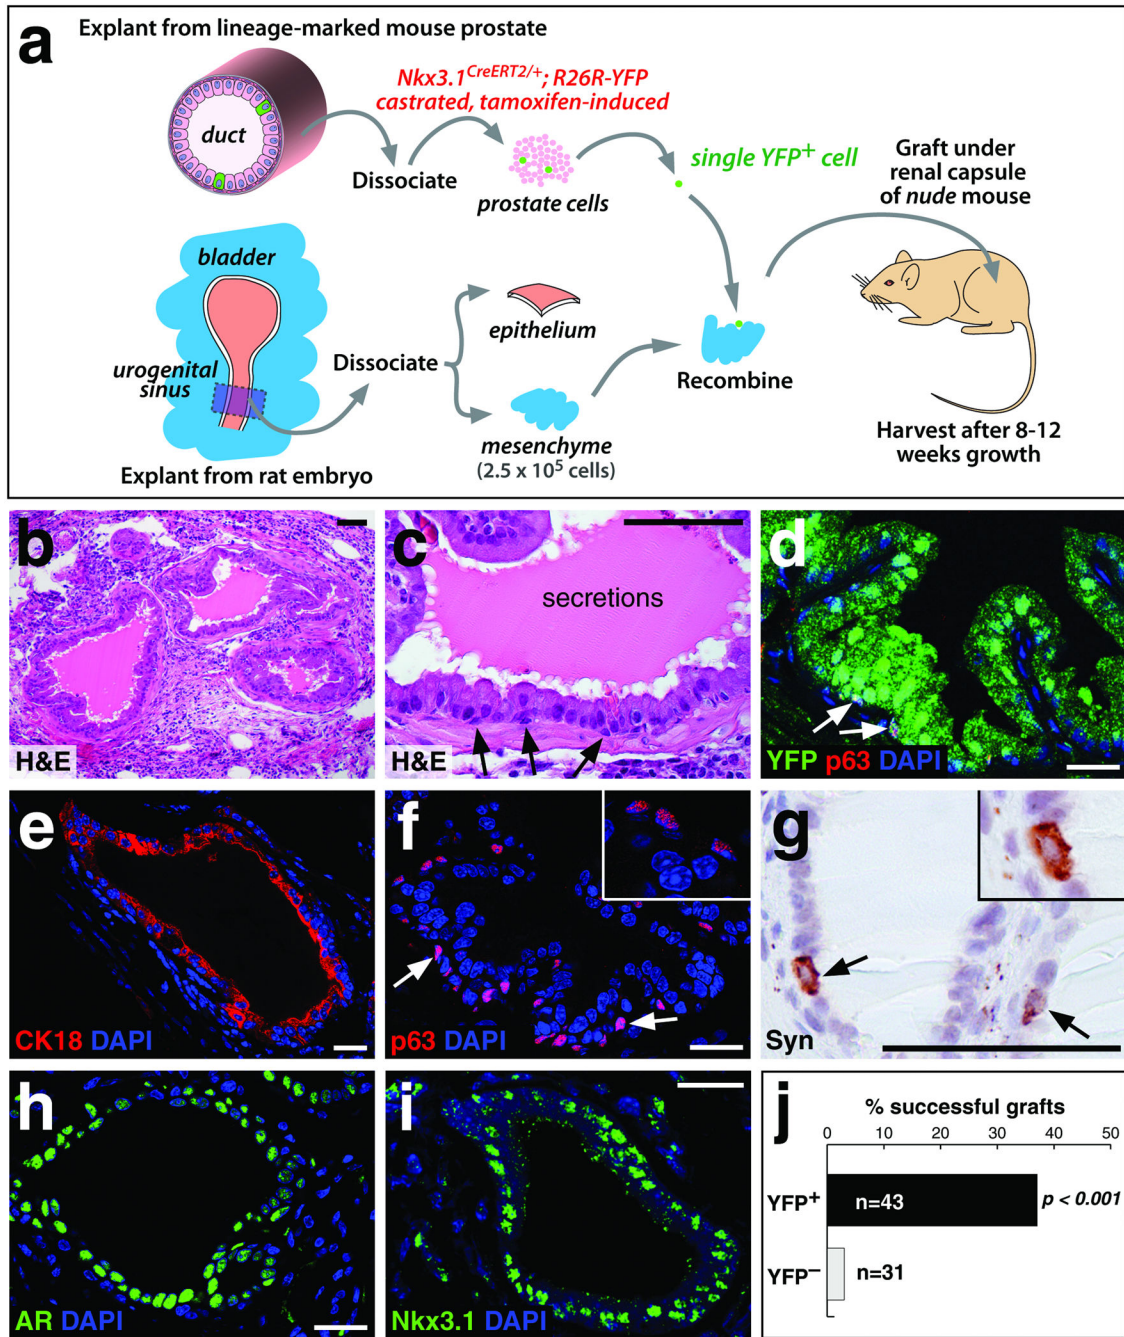 a
Explant from lineage-marked mouse prostate
Nkx3.1CreERT2/+; R26R-YFP
castrated, tamoxifen-induced
duct
Dissociate
prostate cells
single YFP+ cell
Graft under
renal capsule
of nude mouse
bladder
urogenital
sinus
Dissociate
epithelium
mesenchyme
(2.5 x 10⁵ cells)
Recombine
Explant from rat embryo
Harvest after 8-12
weeks growth
b
H&E
c
secretions
H&E
d
YFP p63 DAPI
e
CK18 DAPI
f
p63 DAPI
g
Syn
h
AR DAPI
i
Nkx3.1 DAPI
j
% successful grafts
0 10 20 30 40 50
YFP+ n=43 p < 0.001
YFP– n=31